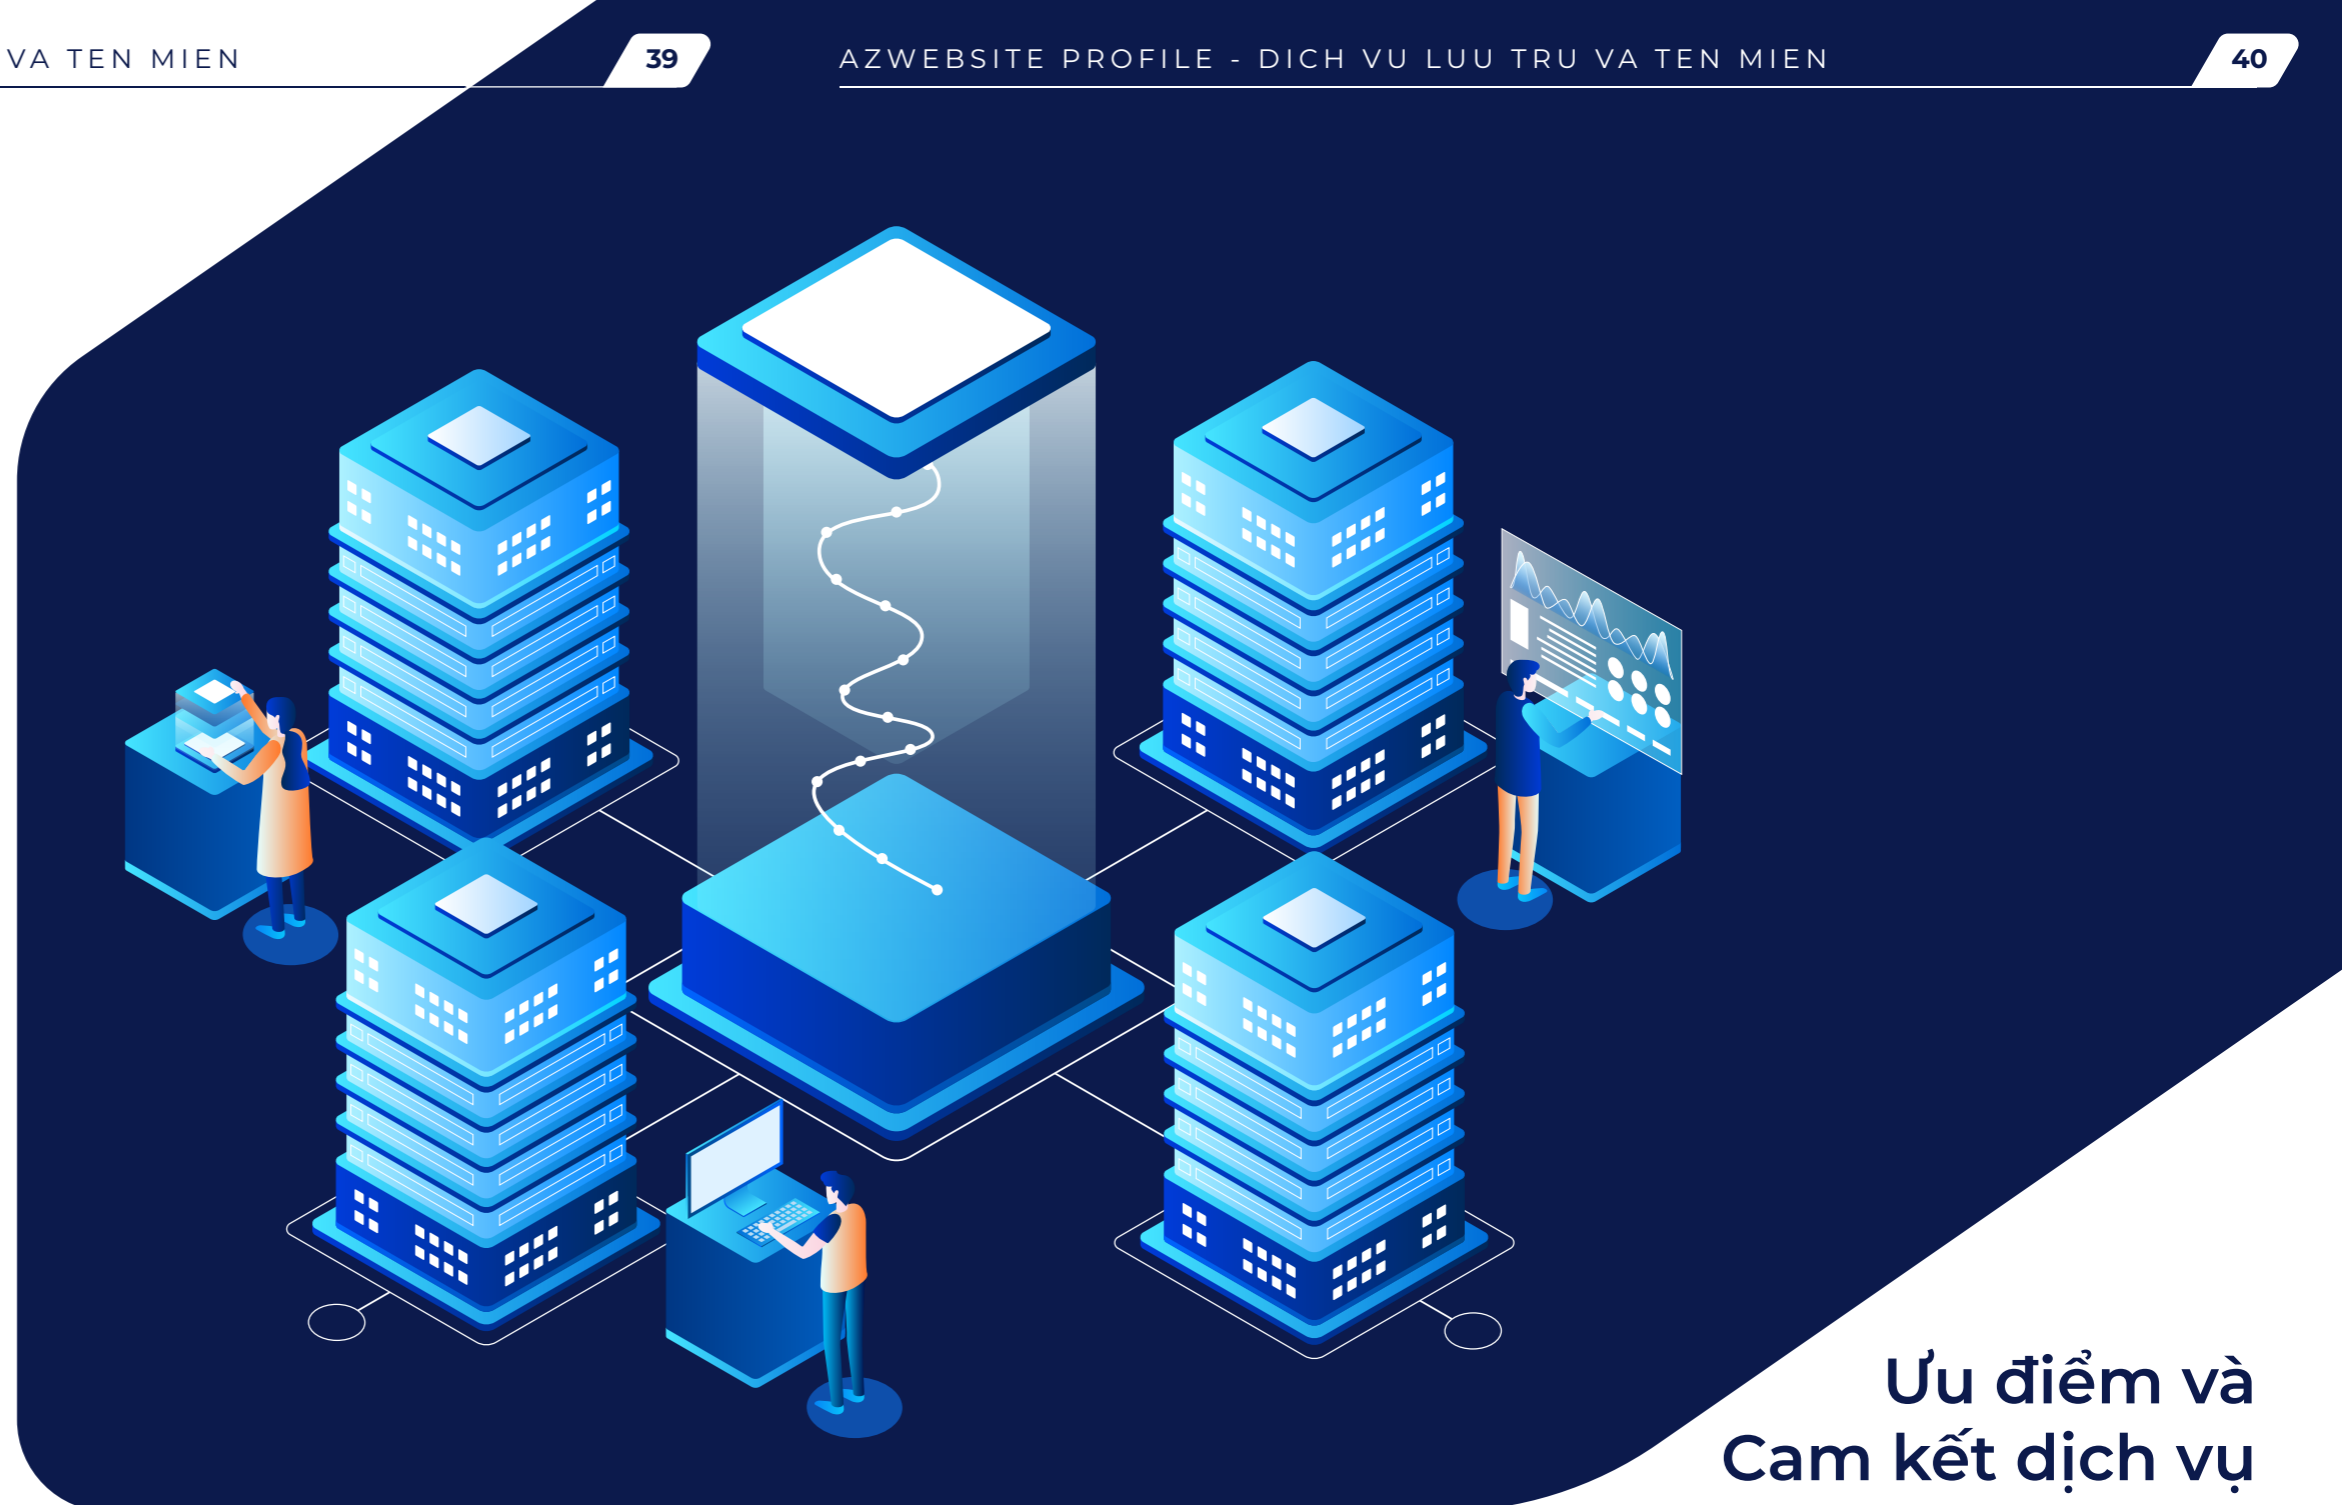 VA TEN MIEN
39
AZWEBSITE PROFILE - DICH VU LUU TRU VA TEN MIEN
40
Ưu điểm và
Cam kết dịch vụ